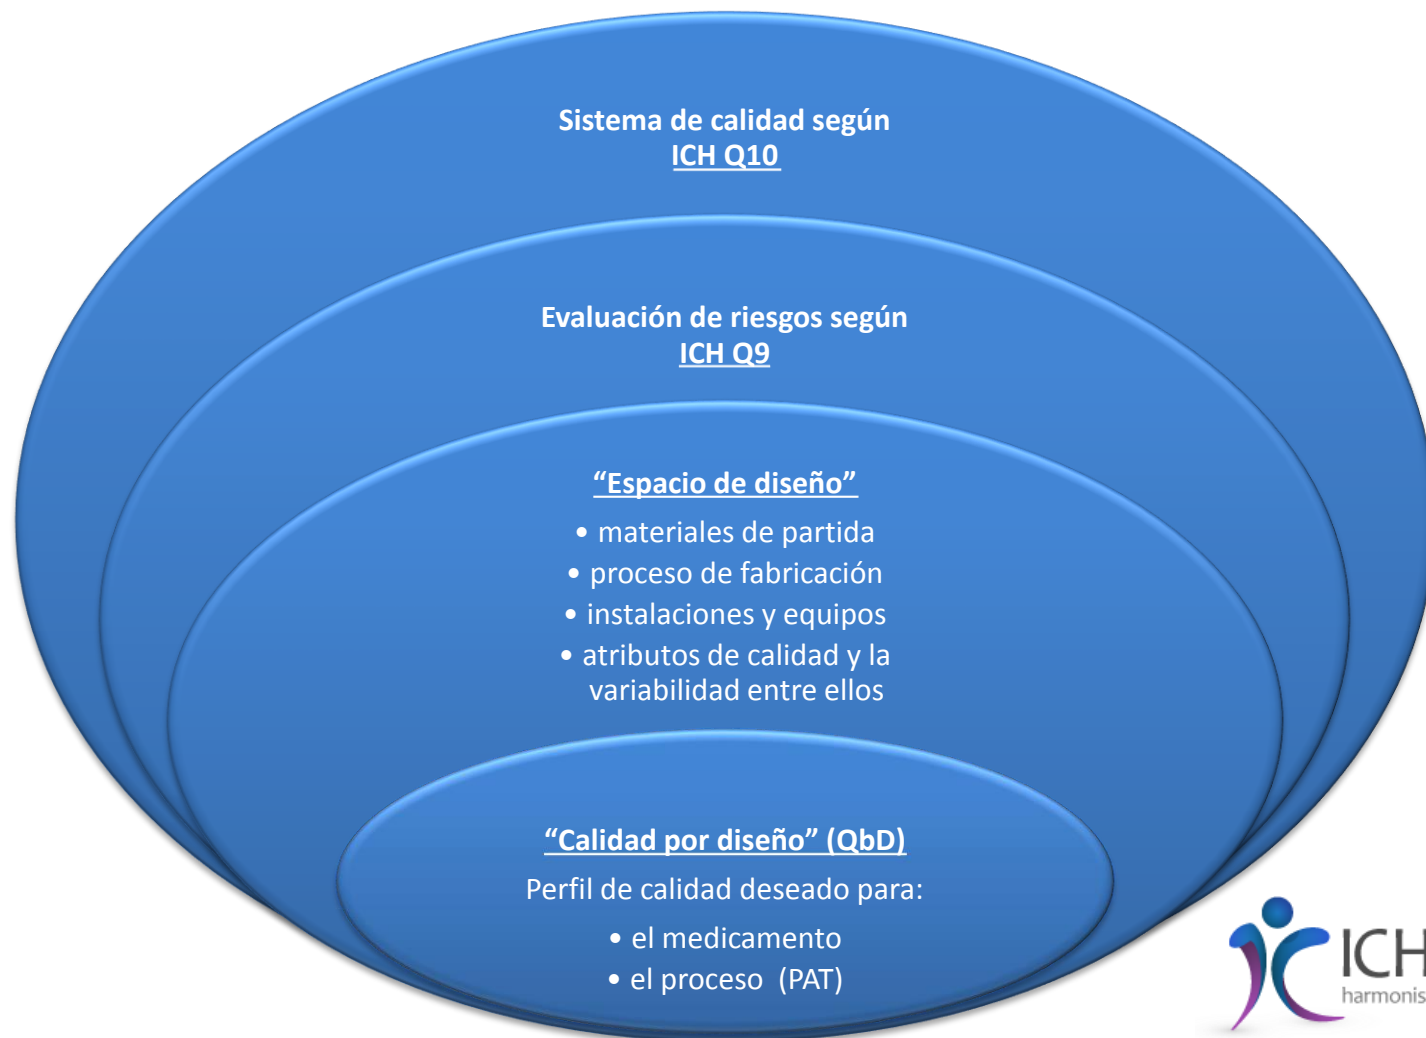 Sistema de calidad según
ICH Q10
Evaluación de riesgos según
ICH Q9
“Espacio de diseño”
• materiales de partida
• proceso de fabricación
• instalaciones y equipos
• atributos de calidad y la
variabilidad entre ellos
“Calidad por diseño” (QbD)
Perfil de calidad deseado para:
• el medicamento
• el proceso  (PAT)
ICH
harmonis